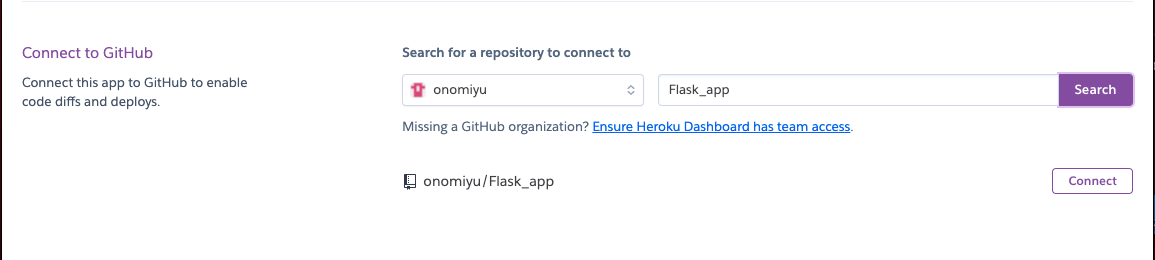 Connect to GitHub
Connect this app to GitHub to enable
code diffs and deploys.
Search for a repository to connect to
onomiyu
Flask_app
Search
Missing a GitHub organization? Ensure Heroku Dashboard has team access.
onomiyu/Flask_app
Connect